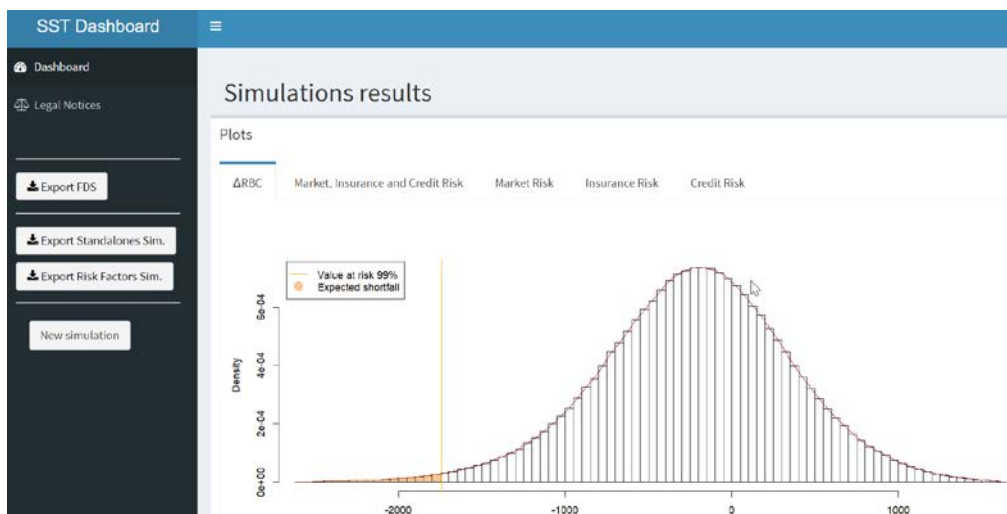 SST Dashboard
Dashboard
Legal Notices
Export FDS
Export Standalones Sim.
Export Risk Factors Sim.
New simulation
Simulations results
Plots
ΔRBC Market, Insurance and Credit Risk Market Risk Insurance Risk Credit Risk
Value at risk 99%
Expected shortfall
Density
6e-04
4e-04
2e-04
0e+00
-2000 -1000 0 1000